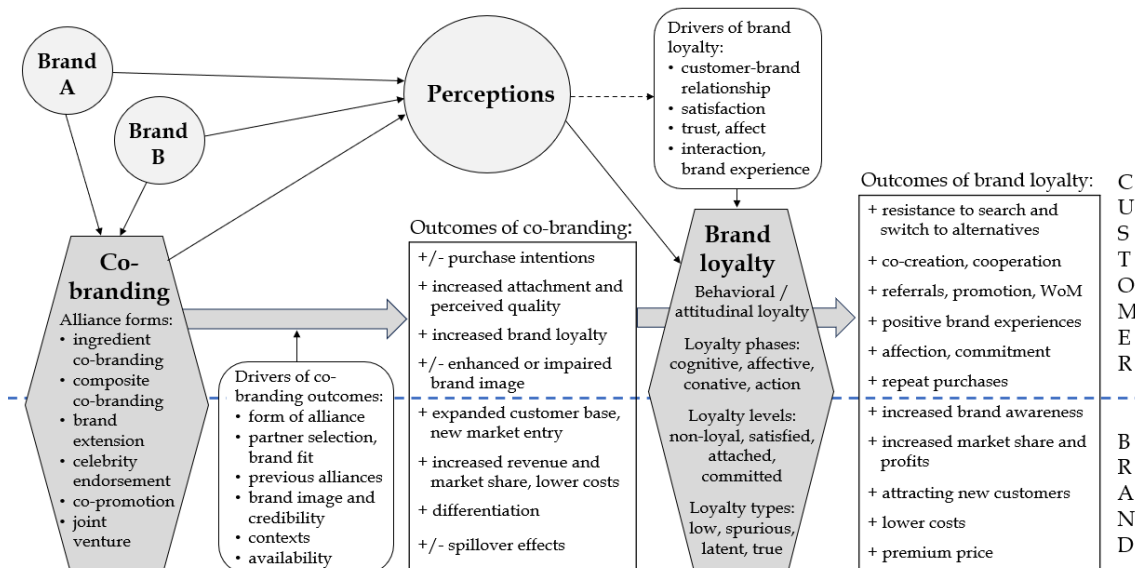 Brand
A
Brand
B
Perceptions
Drivers of brand
loyalty:
• customer-brand
relationship
• satisfaction
• trust, affect
• interaction,
brand experience
Co-
branding
Alliance forms:
• ingredient
co-branding
• composite
co-branding
• brand
extension
• celebrity
endorsement
• co-promotion
• joint
venture
Drivers of co-
branding outcomes:
• form of alliance
• partner selection,
brand fit
• previous alliances
• brand image and
credibility
• contexts
• availability
Outcomes of co-branding:
+/- purchase intentions
+ increased attachment and
perceived quality
+ increased brand loyalty
+/- enhanced or impaired
brand image
+ expanded customer base,
new market entry
+ increased revenue and
market share, lower costs
+ differentiation
+/- spillover effects
Brand
loyalty
Behavioral /
attitudinal loyalty
Loyalty phases:
cognitive, affective,
conative, action
Loyalty levels:
non-loyal, satisfied,
attached,
committed
Loyalty types:
low, spurious,
latent, true
Outcomes of brand loyalty:
+ resistance to search and
switch to alternatives
+ co-creation, cooperation
+ referrals, promotion, WoM
+ positive brand experiences
+ affection, commitment
+ repeat purchases
+ increased brand awareness
+ increased market share and
profits
+ attracting new customers
+ lower costs
+ premium price
C
U
S
T
O
M
E
R
B
R
A
N
D